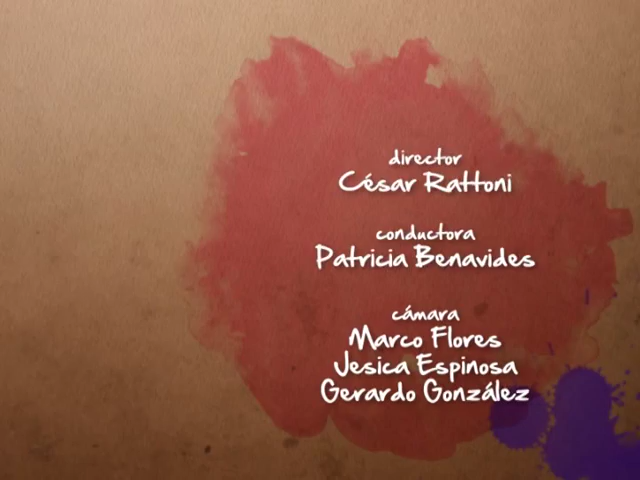 director
César Rattoni
conductora
Patricia Benavides
cámara
Marco Flores
Jesica Espinosa
Gerardo González